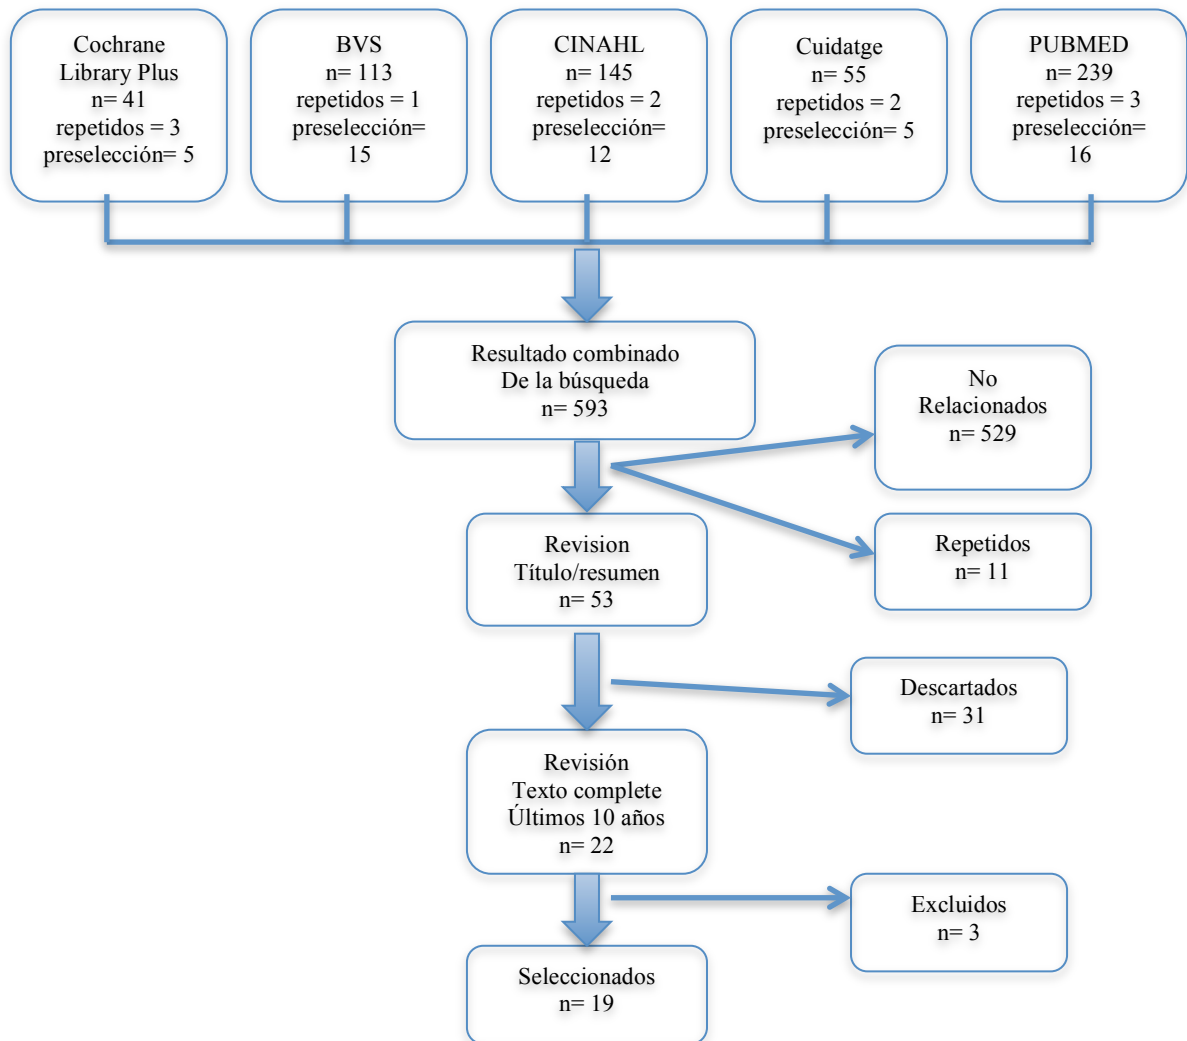 Cochrane
Library Plus
n= 41
repetidos = 3
preselección= 5
BVS
n= 113
repetidos = 1
preselección=
15
CINAHL
n= 145
repetidos = 2
preselección=
12
Cuidatge
n= 55
repetidos = 2
preselección= 5
PUBMED
n= 239
repetidos = 3
preselección=
16
Resultado combinado
De la búsqueda
n= 593
No
Relacionados
n= 529
Repetidos
n= 11
Revision
Título/resumen
n= 53
Descartados
n= 31
Revisión
Texto complete
Últimos 10 años
n= 22
Excluidos
n= 3
Seleccionados
n= 19